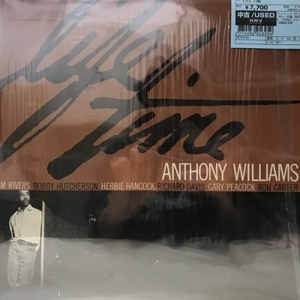 ¥7,700
中古/USED
HMV
Life
Time
ANTHONY WILLIAMS
M RIVERS BOBBY HUTCHERSON HERBIE HANCOCK RICHARD DAVIS GARY PEACOCK RON CARTER